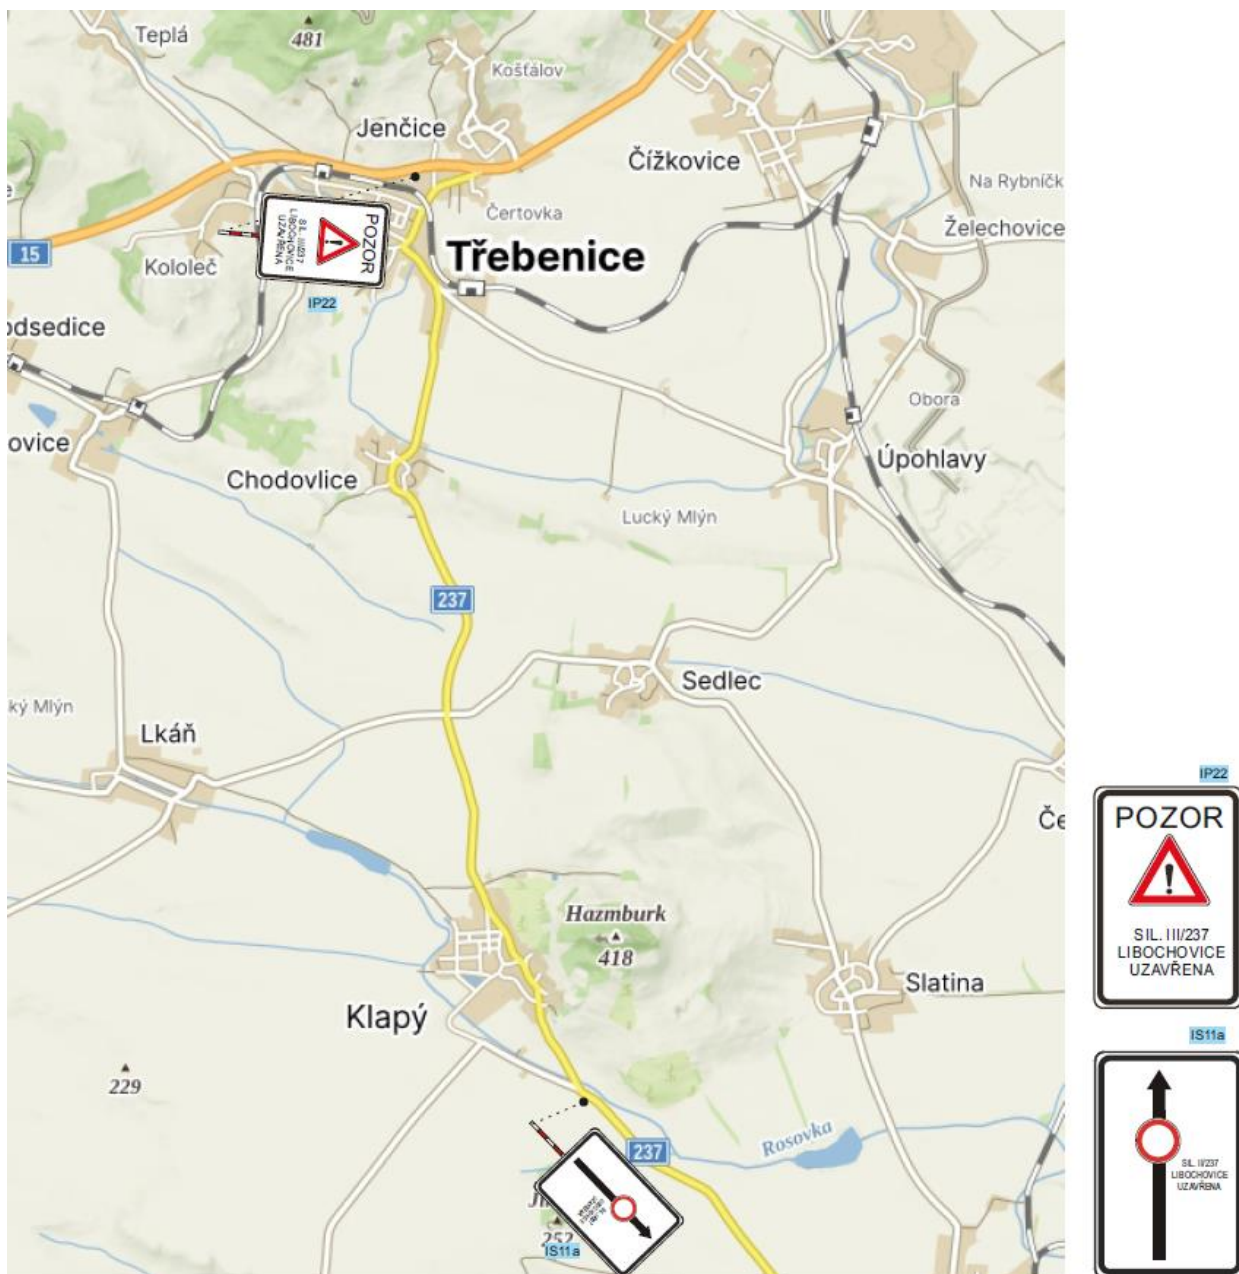 Teplá
481
Košťálov
Jenčice
Čížkovice
Na Rybníčk
Čertovka
Želechovice
15
Kololeč
Třebenice
POZOR
SIL. III/237
LIBOCHOVICE
UZAVŘENA
IP22
odsedice
Obora
ovice
Chodovlice
Úpohlavy
Lucký Mlýn
237
Sedlec
ký Mlýn
Lkáň
Hazmburk
418
Slatina
Klapý
229
Rosovka
237
252
IS11a
Če
IP22
POZOR
SIL. III/237
LIBOCHOVICE
UZAVŘENA
IS11a
SIL. II/237
LIBOCHOVICE
UZAVŘENA